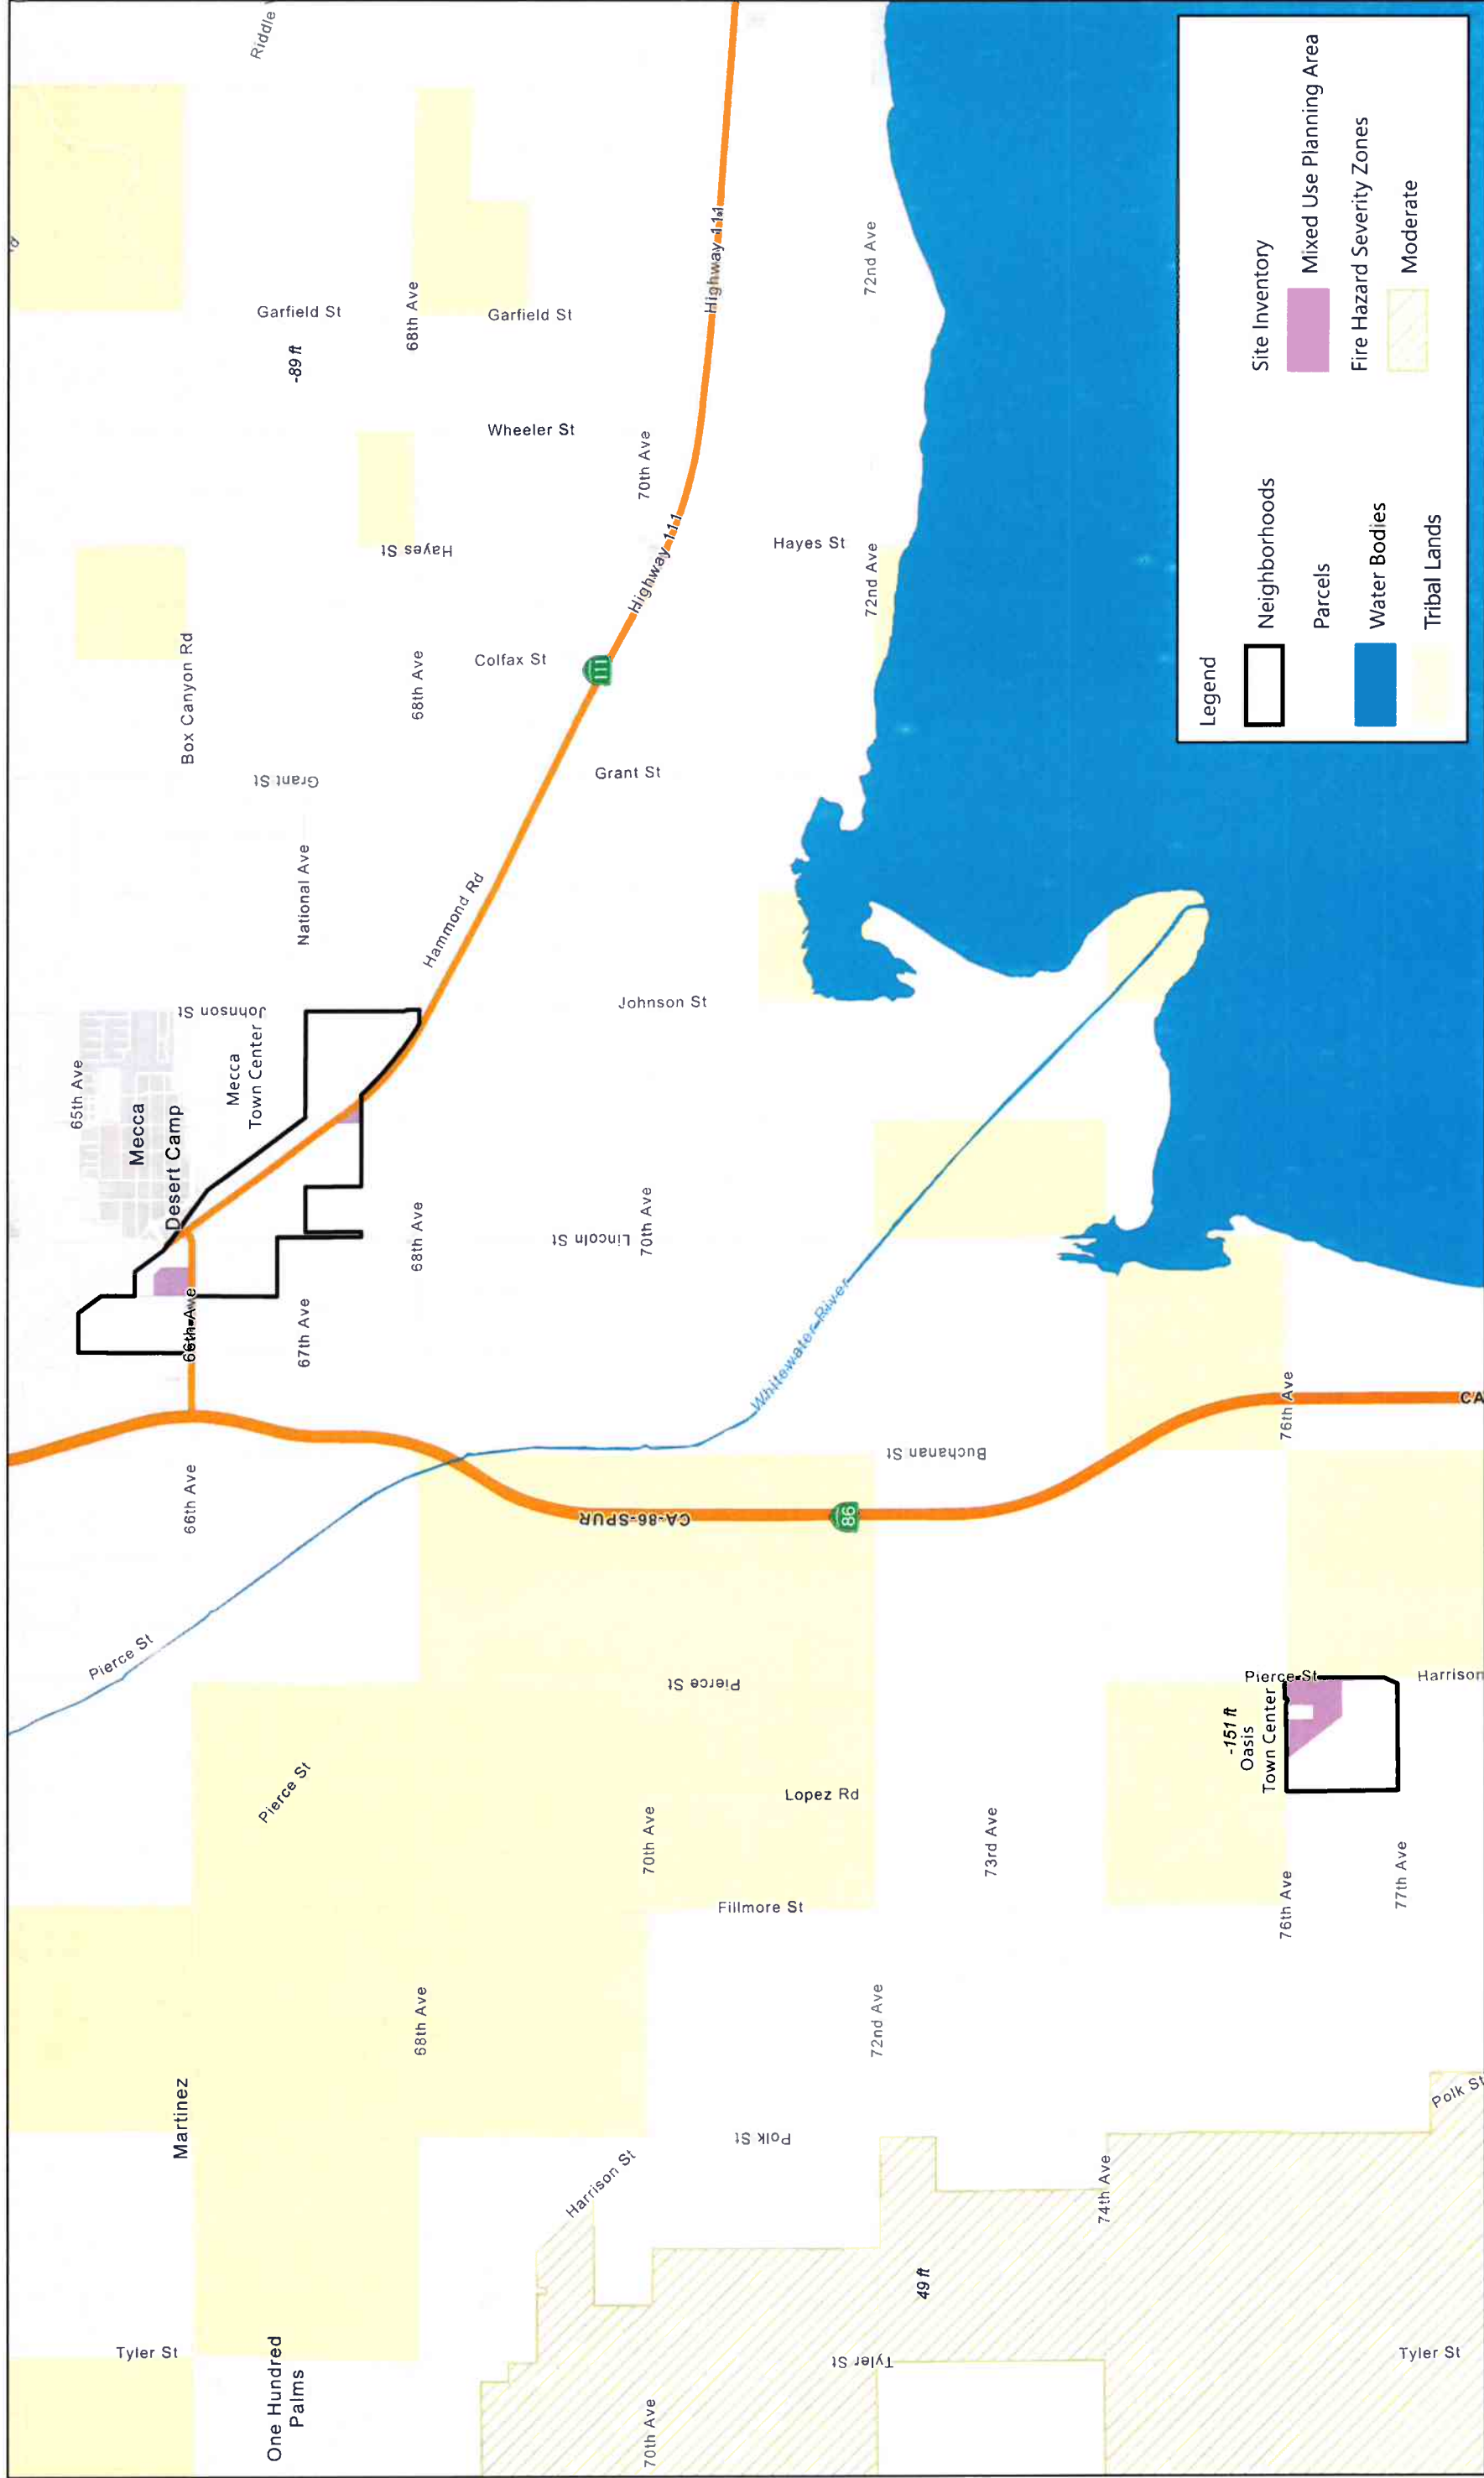 Riddle
Garfield St
-89 ft
68th Ave
Garfield St
Highway 111
72nd Ave
Wheeler St
70th Ave
Hayes St
Highway 111
Hayes St
72nd Ave
Box Canyon Rd
68th Ave
Colfax St
111
Grant St
Grant St
National Ave
Hammond Rd
Johnson St
Johnson St
65th Ave
Mecca
Desert Camp
Mecca
Town Center
66th Ave
67th Ave
68th Ave
Lincoln St
70th Ave
Whitewater River
66th Ave
CA-86-SPUR
86
Buchanan St
76th Ave
CA
Pierce St
Pierce St
Pierce St
Lopez Rd
70th Ave
73rd Ave
Fillmore St
-151 ft
Oasis
Town Center
Pierce St
Harrison
76th Ave
77th Ave
Martinez
68th Ave
72nd Ave
Harrison St
Polk St
74th Ave
Polk St
49 ft
Tyler St
One Hundred
Palms
Tyler St
70th Ave
Tyler St
Legend
Neighborhoods
Parcels
Water Bodies
Tribal Lands
Site Inventory
Mixed Use Planning Area
Fire Hazard Severity Zones
Moderate